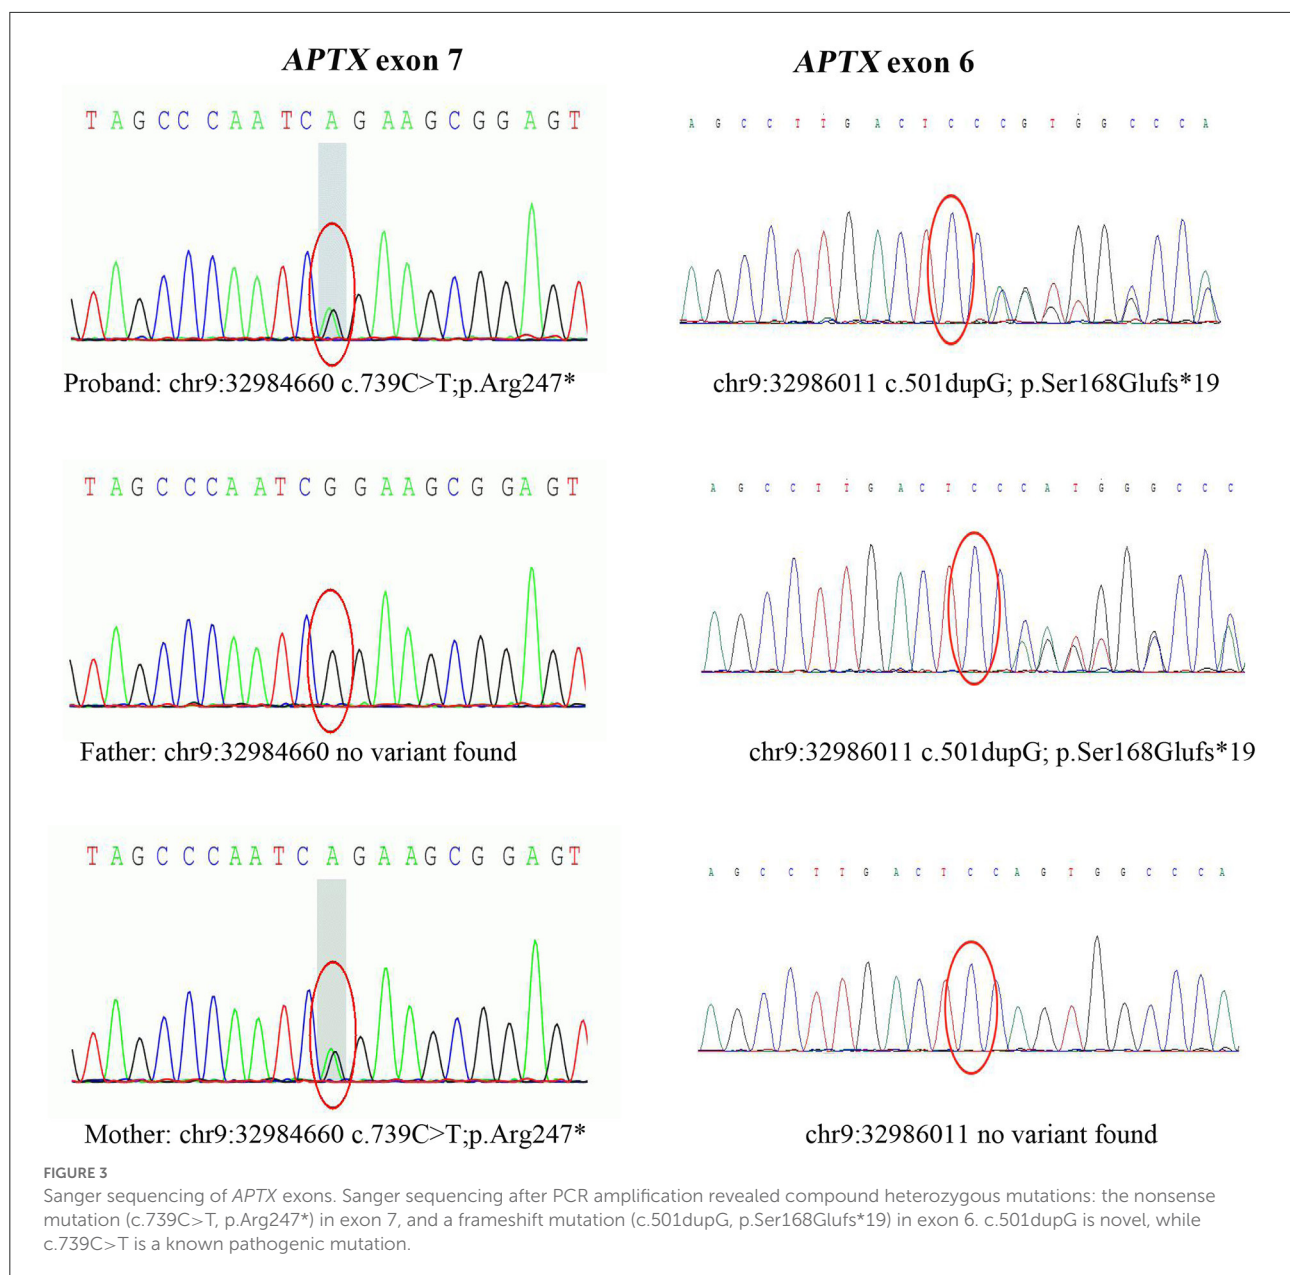 APTX exon 7
APTX exon 6
T A G C C C A A T C A G A A G C G G A G T
A G C C T T G A C T C C C G T G G C C C A
Proband: chr9:32984660 c.739C>T;p.Arg247*
chr9:32986011 c.501dupG; p.Ser168Glufs*19
T A G C C C A A T C G G A A G C G G A G T
A G C C T T G A C T C C C A T G G G C C C
Father: chr9:32984660 no variant found
chr9:32986011 c.501dupG; p.Ser168Glufs*19
T A G C C C A A T C A G A A G C G G A G T
A G C C T T G A C T C C A G T G G C C C A
Mother: chr9:32984660 c.739C>T;p.Arg247*
chr9:32986011 no variant found
FIGURE 3
Sanger sequencing of APTX exons. Sanger sequencing after PCR amplification revealed compound heterozygous mutations: the nonsense
mutation (c.739C>T, p.Arg247*) in exon 7, and a frameshift mutation (c.501dupG, p.Ser168Glufs*19) in exon 6. c.501dupG is novel, while
c.739C>T is a known pathogenic mutation.